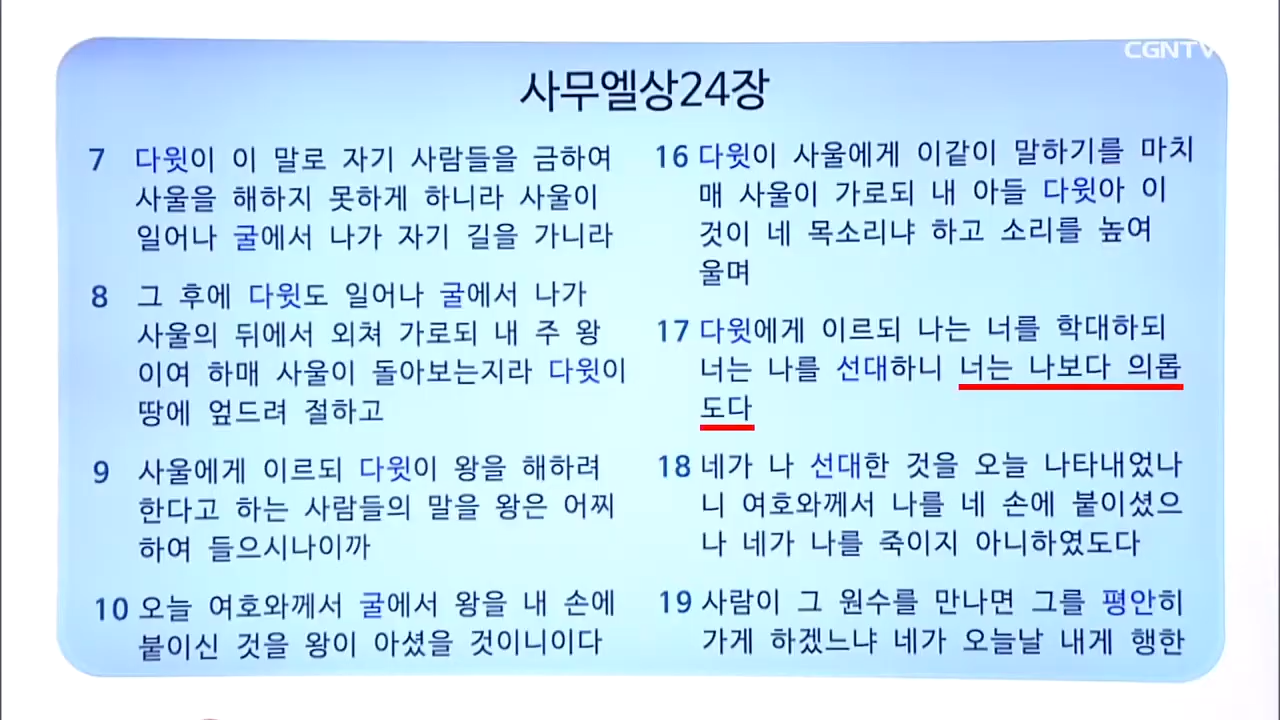 CGNTV
사무엘상24장
7 다윗이 이 말로 자기 사람들을 금하여
사울을 해하지 못하게 하니라 사울이
일어나 굴에서 나가 자기 길을 가니라
8 그 후에 다윗도 일어나 굴에서 나가
사울의 뒤에서 외쳐 가로되 내 주 왕
이여 하매 사울이 돌아보는지라 다윗이
땅에 엎드려 절하고
9 사울에게 이르되 다윗이 왕을 해하려
한다고 하는 사람들의 말을 왕은 어찌
하여 들으시나이까
10 오늘 여호와께서 굴에서 왕을 내 손에
붙이신 것을 왕이 아셨을 것이니이다
16 다윗이 사울에게 이같이 말하기를 마치
매 사울이 가로되 내 아들 다윗아 이
것이 네 목소리냐 하고 소리를 높여
울며
17 다윗에게 이르되 나는 너를 학대하되
너는 나를 선대하니 너는 나보다 의롭
도다
18 네가 나 선대한 것을 오늘 나타내었나
니 여호와께서 나를 네 손에 붙이셨으
나 네가 나를 죽이지 아니하였도다
19 사람이 그 원수를 만나면 그를 평안히
가게 하겠느냐 네가 오늘날 내게 행한